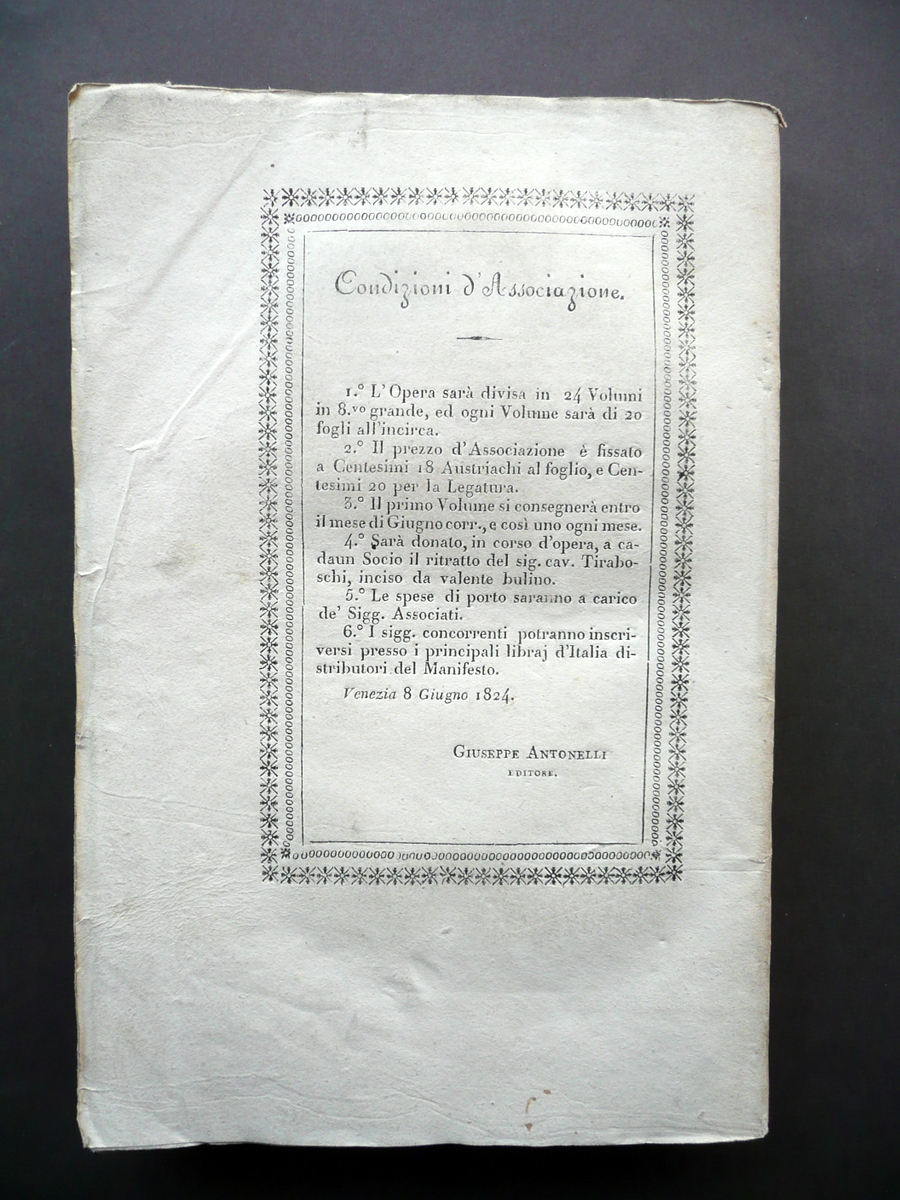 Condizioni d'Associazione.
1.° L'Opera sarà divisa in 24 Volumi
in 8.vo grande, ed ogni Volume sarà di 20
fogli all'incirca.
2.° Il prezzo d'Associazione è fissato
a Centesimi 18 Austriachi al foglio, e Cen-
tesimi 20 per la Legatura.
3.° Il primo Volume si consegnerà entro
il mese di Giugno corr., e così uno ogni mese.
4.° Sarà donato, in corso d'opera, a ca-
daun Socio il ritratto del sig. cav. Tirabo-
schi, inciso da valente bulino.
5.° Le spese di porto saranno a carico
de' Sigg. Associati.
6.° I sigg. concorrenti potranno inscri-
versi presso i principali libraj d'Italia di-
stributori del Manifesto.
Venezia 8 Giugno 1824.
GIUSEPPE ANTONELLI
EDITORE.